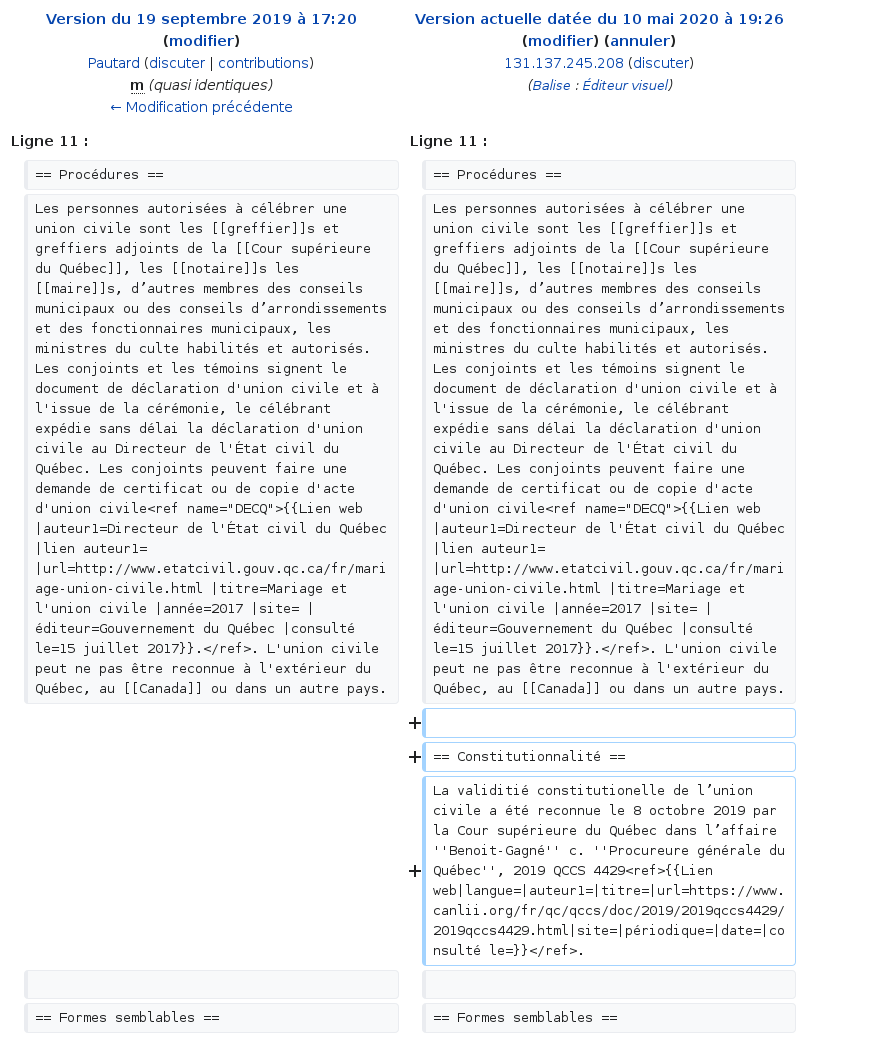 Version du 19 septembre 2019 à 17:20
(modifier)
Pautard (discuter | contributions)
m (quasi identiques)
← Modification précédente
Version actuelle datée du 10 mai 2020 à 19:26
(modifier) (annuler)
131.137.245.208 (discuter)
(Balise : Éditeur visuel)
Ligne 11 :
Ligne 11 :
== Procédures ==
== Procédures ==
Les personnes autorisées à célébrer une
union civile sont les [[greffier]]s et
greffiers adjoints de la [[Cour supérieure
du Québec]], les [[notaire]]s les
[[maire]]s, d’autres membres des conseils
municipaux ou des conseils d’arrondissements
et des fonctionnaires municipaux, les
ministres du culte habilités et autorisés.
Les conjoints et les témoins signent le
document de déclaration d'union civile et à
l'issue de la cérémonie, le célébrant
expédie sans délai la déclaration d'union
civile au Directeur de l'État civil du
Québec. Les conjoints peuvent faire une
demande de certificat ou de copie d'acte
d'union civile<ref name="DECQ">{{Lien web
|auteur1=Directeur de l'État civil du Québec
|lien auteur1=
|url=http://www.etatcivil.gouv.qc.ca/fr/mari
age-union-civile.html |titre=Mariage et
l'union civile |année=2017 |site= |
éditeur=Gouvernement du Québec |consulté
le=15 juillet 2017}}.</ref>. L'union civile
peut ne pas être reconnue à l'extérieur du
Québec, au [[Canada]] ou dans un autre pays.
Les personnes autorisées à célébrer une
union civile sont les [[greffier]]s et
greffiers adjoints de la [[Cour supérieure
du Québec]], les [[notaire]]s les
[[maire]]s, d’autres membres des conseils
municipaux ou des conseils d’arrondissements
et des fonctionnaires municipaux, les
ministres du culte habilités et autorisés.
Les conjoints et les témoins signent le
document de déclaration d'union civile et à
l'issue de la cérémonie, le célébrant
expédie sans délai la déclaration d'union
civile au Directeur de l'État civil du
Québec. Les conjoints peuvent faire une
demande de certificat ou de copie d'acte
d'union civile<ref name="DECQ">{{Lien web
|auteur1=Directeur de l'État civil du Québec
|lien auteur1=
|url=http://www.etatcivil.gouv.qc.ca/fr/mari
age-union-civile.html |titre=Mariage et
l'union civile |année=2017 |site= |
éditeur=Gouvernement du Québec |consulté
le=15 juillet 2017}}.</ref>. L'union civile
peut ne pas être reconnue à l'extérieur du
Québec, au [[Canada]] ou dans un autre pays.
+
+ == Constitutionnalité ==
La validitié constitutionelle de l’union
civile a été reconnue le 8 octobre 2019 par
la Cour supérieure du Québec dans l’affaire
''Benoit-Gagné'' c. ''Procureure générale du
+ Québec'', 2019 QCCS 4429<ref>{{Lien
web|langue=|auteur1=|titre=|url=https://www.
canlii.org/fr/qc/qccs/doc/2019/2019qccs4429/
2019qccs4429.html|site=|périodique=|date=|co
nsulté le=}}</ref>.
== Formes semblables ==
== Formes semblables ==